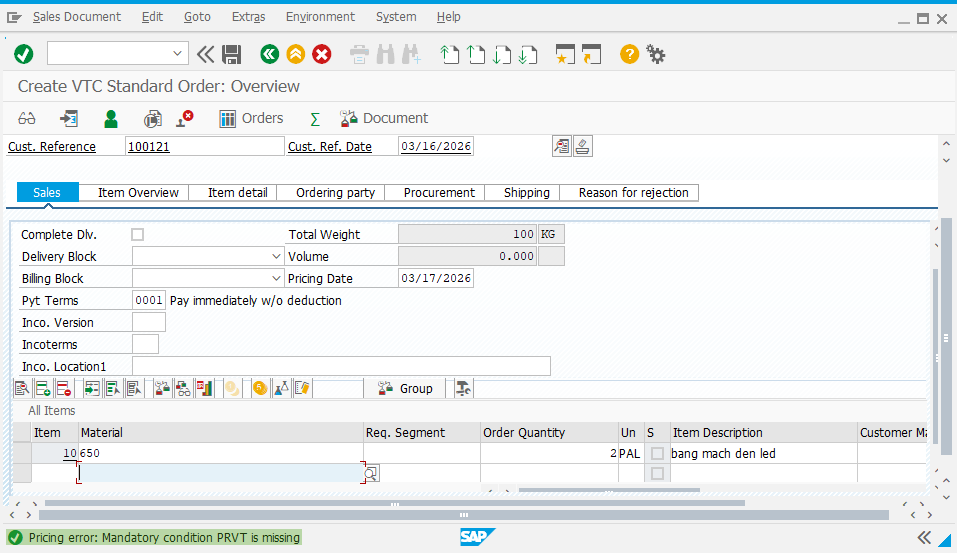 Sales Document Edit Goto Extras Environment System Help
Create VTC Standard Order: Overview
Orders Σ Document
Cust. Reference 100121 Cust. Ref. Date 03/16/2026
Sales Item Overview Item detail Ordering party Procurement Shipping Reason for rejection
Complete Dlv. Total Weight 100 KG
Delivery Block Volume 0.000
Billing Block Pricing Date 03/17/2026
Pyt Terms 0001 Pay immediately w/o deduction
Inco. Version
Incoterms
Inco. Location1
Group
All Items
Item Material Req. Segment Order Quantity Un S Item Description Customer Ma
10 650 2 PAL bang mach den led
Pricing error: Mandatory condition PRVT is missing SAP